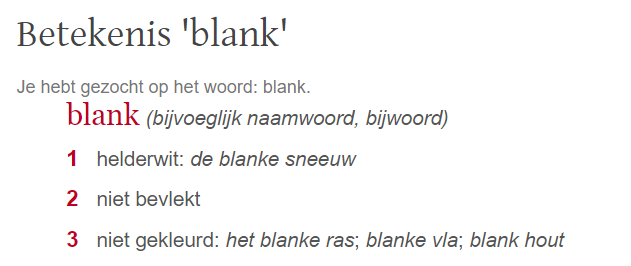 Betekenis 'blank'
Je hebt gezocht op het woord: blank.
blank (bijvoeglijk naamwoord, bijwoord)
1 helderwit: de blanke sneeuw
2 niet bevlekt
3 niet gekleurd: het blanke ras; blanke vla; blank hout